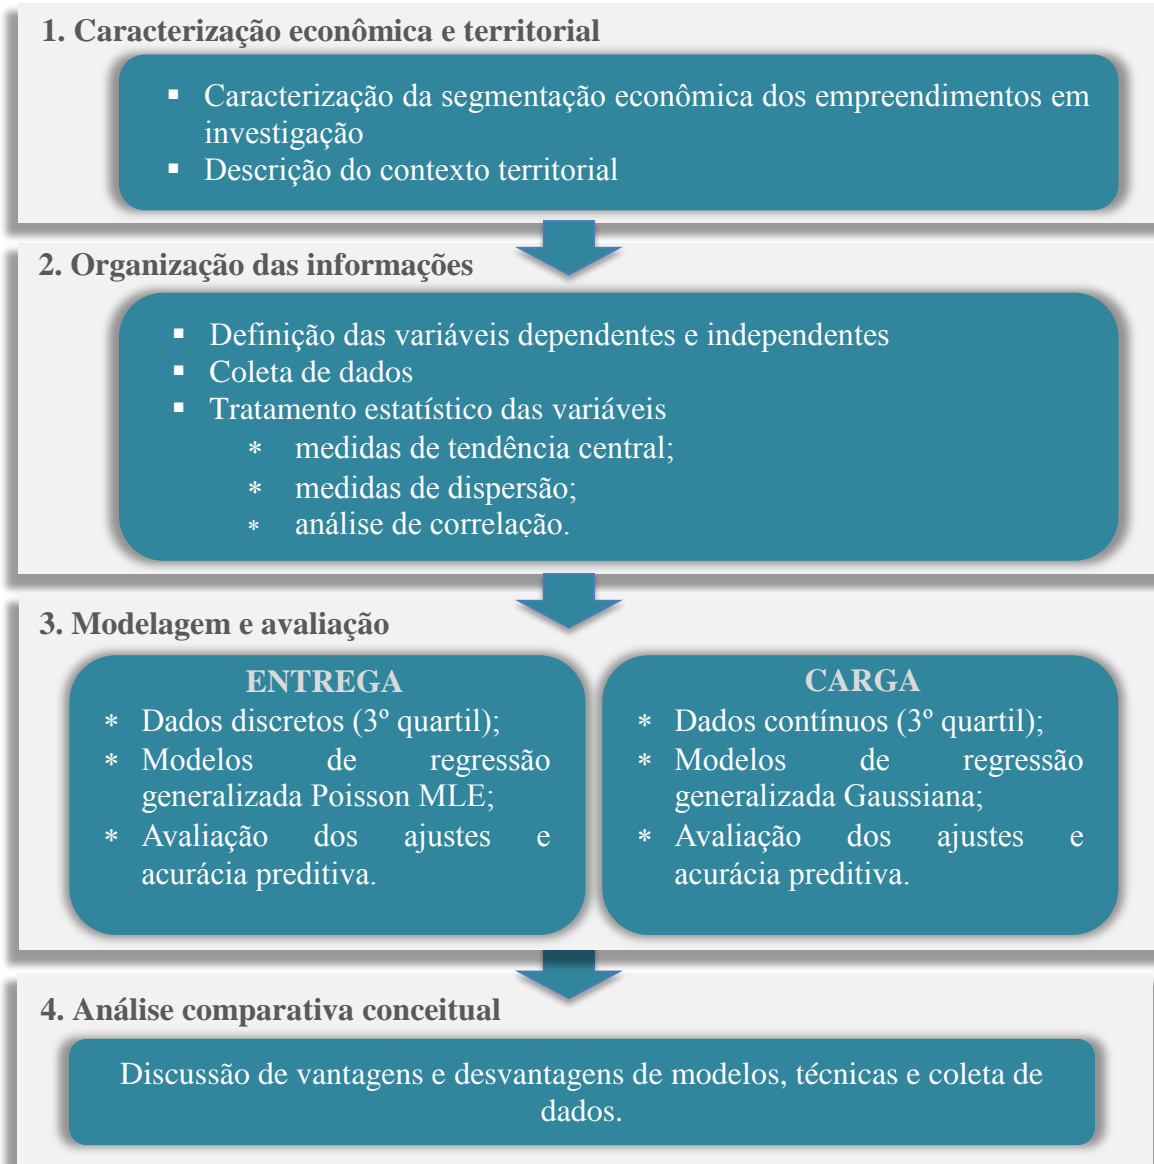 1. Caracterização econômica e territorial
▪ Caracterização da segmentação econômica dos empreendimentos em
investigação
▪ Descrição do contexto territorial
2. Organização das informações
▪ Definição das variáveis dependentes e independentes
▪ Coleta de dados
▪ Tratamento estatístico das variáveis
* medidas de tendência central;
* medidas de dispersão;
* análise de correlação.
3. Modelagem e avaliação
ENTREGA
* Dados discretos (3º quartil);
* Modelos de regressão
generalizada Poisson MLE;
* Avaliação dos ajustes e
acurácia preditiva.
CARGA
* Dados contínuos (3º quartil);
* Modelos de regressão
generalizada Gaussiana;
* Avaliação dos ajustes e
acurácia preditiva.
4. Análise comparativa conceitual
Discussão de vantagens e desvantagens de modelos, técnicas e coleta de
dados.